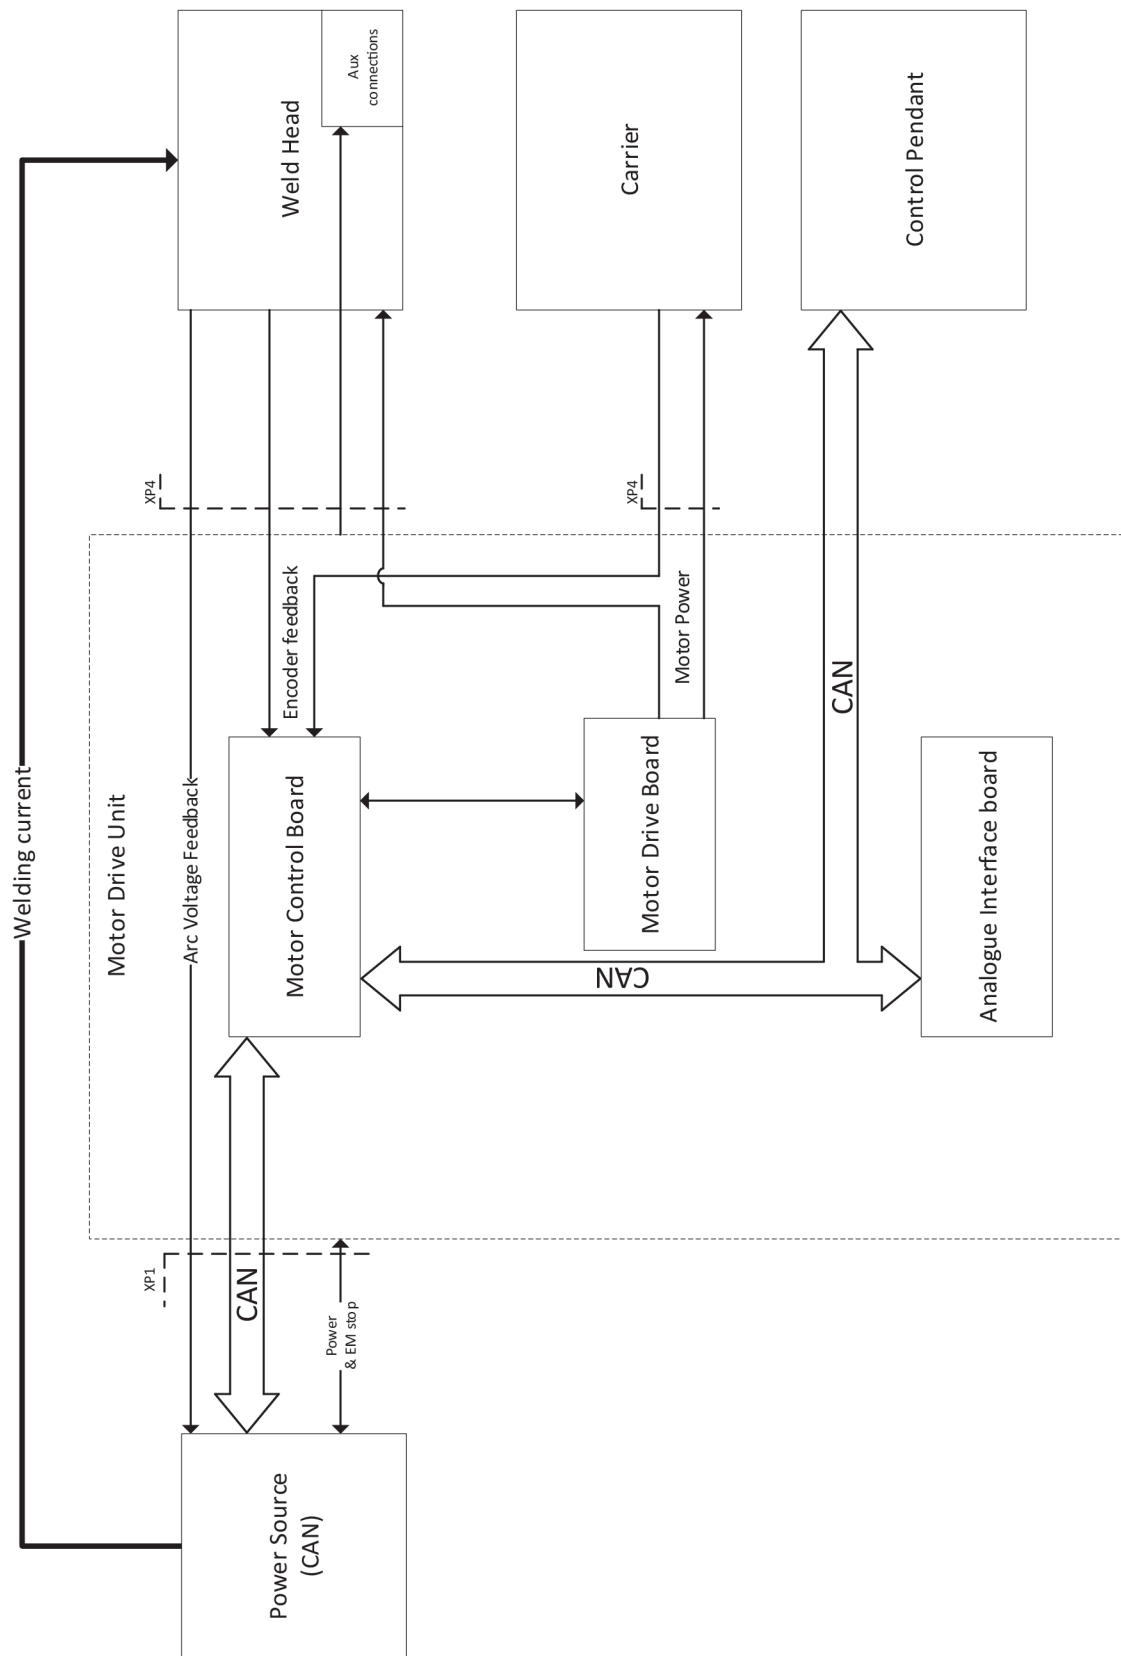 Welding current
Motor Drive Unit
Arc Voltage Feedback
Power Source
(CAN)
XP1
CAN
Power
& EM stop
Motor Control Board
Encoder feedback
XP4
Weld Head
Aux
connections
Motor Drive Board
Motor Power
XP4
Carrier
CAN
Analogue Interface board
CAN
Control Pendant